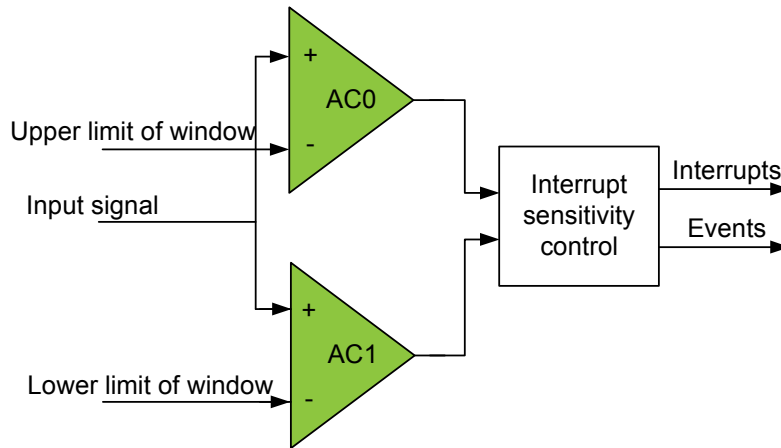 +
AC0
-
Upper limit of window
Input signal
+
AC1
-
Lower limit of window
Interrupt
sensitivity
control
Interrupts
Events